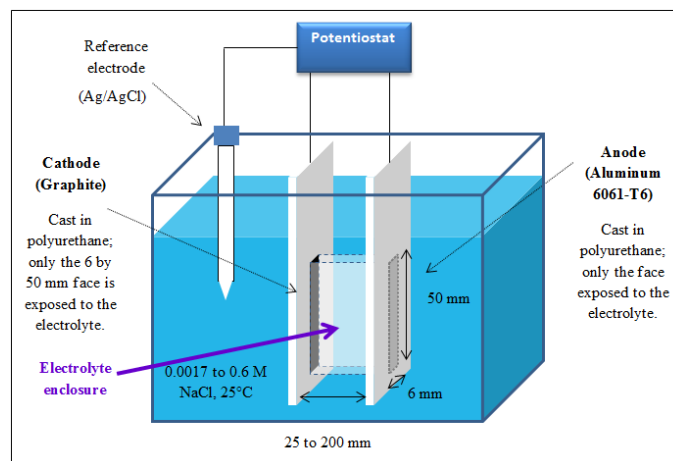 Potentiostat
Reference
electrode
(Ag/AgCl)
Cathode
(Graphite)
Cast in
polyurethane;
only the 6 by
50 mm face is
exposed to the
electrolyte.
Anode
(Aluminum
6061-T6)
Cast in
polyurethane;
only the face
exposed to the
electrolyte.
50 mm
6 mm
Electrolyte
enclosure
0.0017 to 0.6 M
NaCl, 25°C
25 to 200 mm